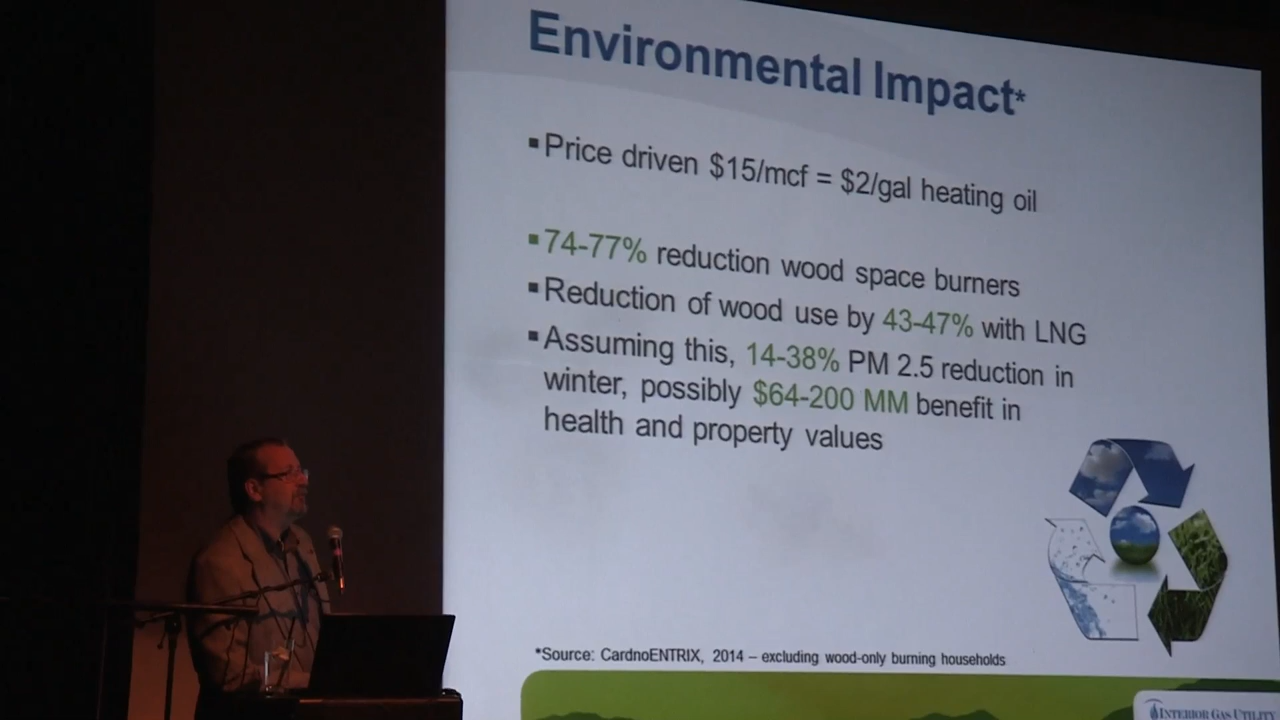 Environmental Impact*
▪Price driven $15/mcf = $2/gal heating oil
▪74-77% reduction wood space burners
▪Reduction of wood use by 43-47% with LNG
▪Assuming this, 14-38% PM 2.5 reduction in
winter, possibly $64-200 MM benefit in
health and property values
*Source: CardnoENTRIX, 2014 – excluding wood-only burning households
INTERIOR GAS UTILITY